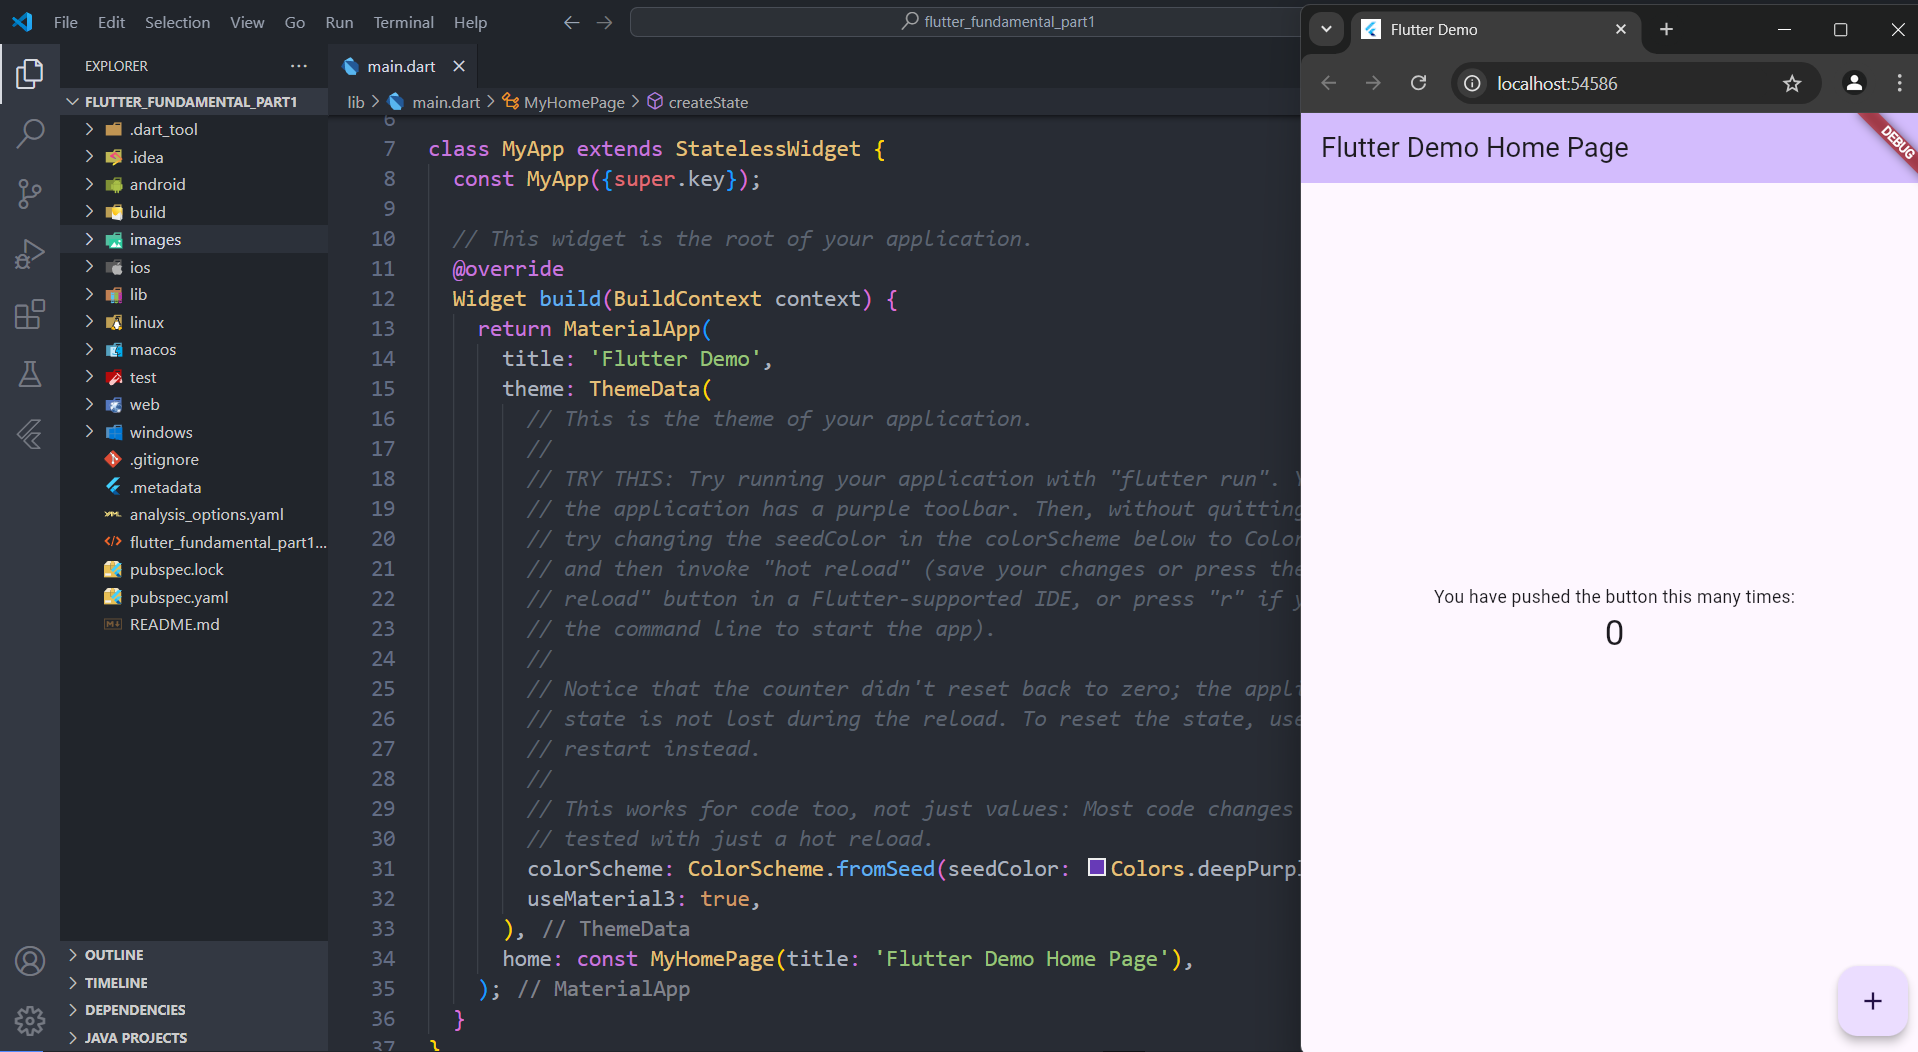 File Edit Selection View Go Run Terminal Help
flutter_fundamental_part1
EXPLORER
FLUTTER_FUNDAMENTAL_PART1
.dart_tool
.idea
android
build
images
ios
lib
linux
macos
test
web
windows
.gitignore
.metadata
analysis_options.yaml
flutter_fundamental_part1...
pubspec.lock
pubspec.yaml
README.md
OUTLINE
TIMELINE
DEPENDENCIES
JAVA PROJECTS
main.dart
lib > main.dart > MyHomePage > createState
6
7 class MyApp extends StatelessWidget {
8 const MyApp({super.key});
9
10 // This widget is the root of your application.
11 @override
12 Widget build(BuildContext context) {
13 return MaterialApp(
14 title: 'Flutter Demo',
15 theme: ThemeData(
16 // This is the theme of your application.
17 //
18 // TRY THIS: Try running your application with "flutter run".
19 // the application has a purple toolbar. Then, without quitting
20 // try changing the seedColor in the colorScheme below to Color
21 // and then invoke "hot reload" (save your changes or press the
22 // reload" button in a Flutter-supported IDE, or press "r" if y
23 // the command line to start the app).
24 //
25 // Notice that the counter didn't reset back to zero; the appli
26 // state is not lost during the reload. To reset the state, use
27 // restart instead.
28 //
29 // This works for code too, not just values: Most code changes
30 // tested with just a hot reload.
31 colorScheme: ColorScheme.fromSeed(seedColor: Colors.deepPurpl
32 useMaterial3: true,
33 ), // ThemeData
34 home: const MyHomePage(title: 'Flutter Demo Home Page'),
35 ); // MaterialApp
36 }
37 }
Flutter Demo
localhost:54586
Flutter Demo Home Page
DEBUG
You have pushed the button this many times:
0
+